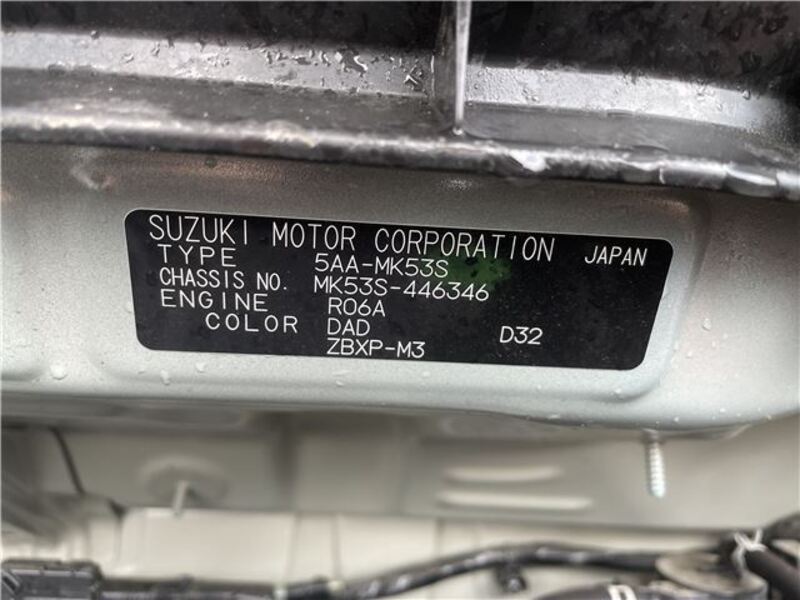 SUZUKI MOTOR CORPORATION JAPAN
TYPE 5AA-MK53S
CHASSIS NO. MK53S-446346
ENGINE R06A
COLOR DAD D32
ZBXP-M3